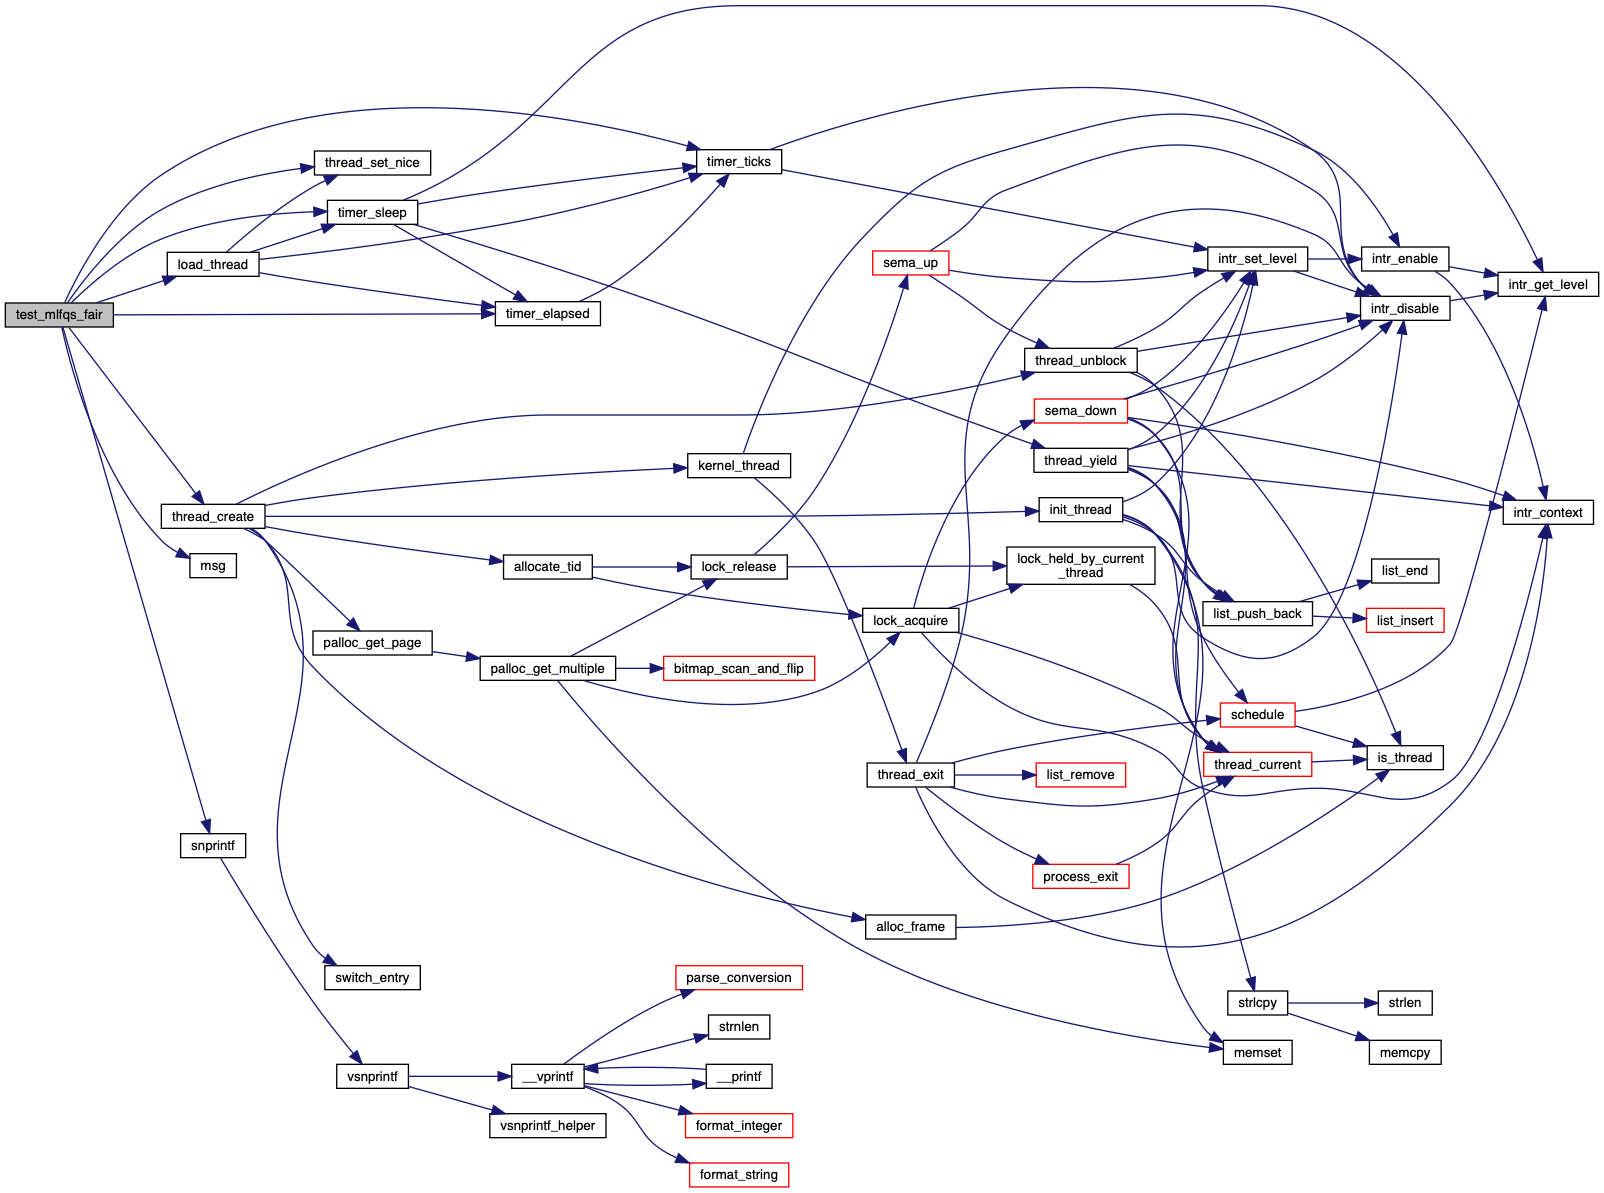 test_mlfqs_fair
thread_set_nice
timer_sleep
load_thread
timer_elapsed
timer_ticks
thread_create
msg
snprintf
kernel_thread
allocate_tid
lock_release
palloc_get_page
palloc_get_multiple
bitmap_scan_and_flip
switch_entry
vsnprintf
__vprintf
vsnprintf_helper
parse_conversion
strnlen
__printf
format_integer
format_string
sema_up
lock_acquire
thread_exit
alloc_frame
thread_unblock
sema_down
thread_yield
init_thread
lock_held_by_current
_thread
list_remove
process_exit
intr_set_level
list_push_back
schedule
thread_current
strlcpy
memset
intr_enable
intr_disable
list_end
list_insert
is_thread
strlen
memcpy
intr_get_level
intr_context